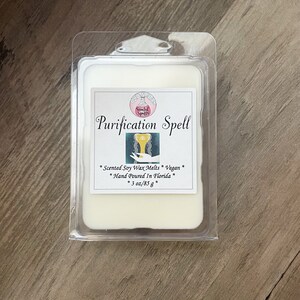 Purification Spell
* Scented Soy Wax Melts * Vegan *
* Hand Poured In Florida *
* 3 oz/85 g *